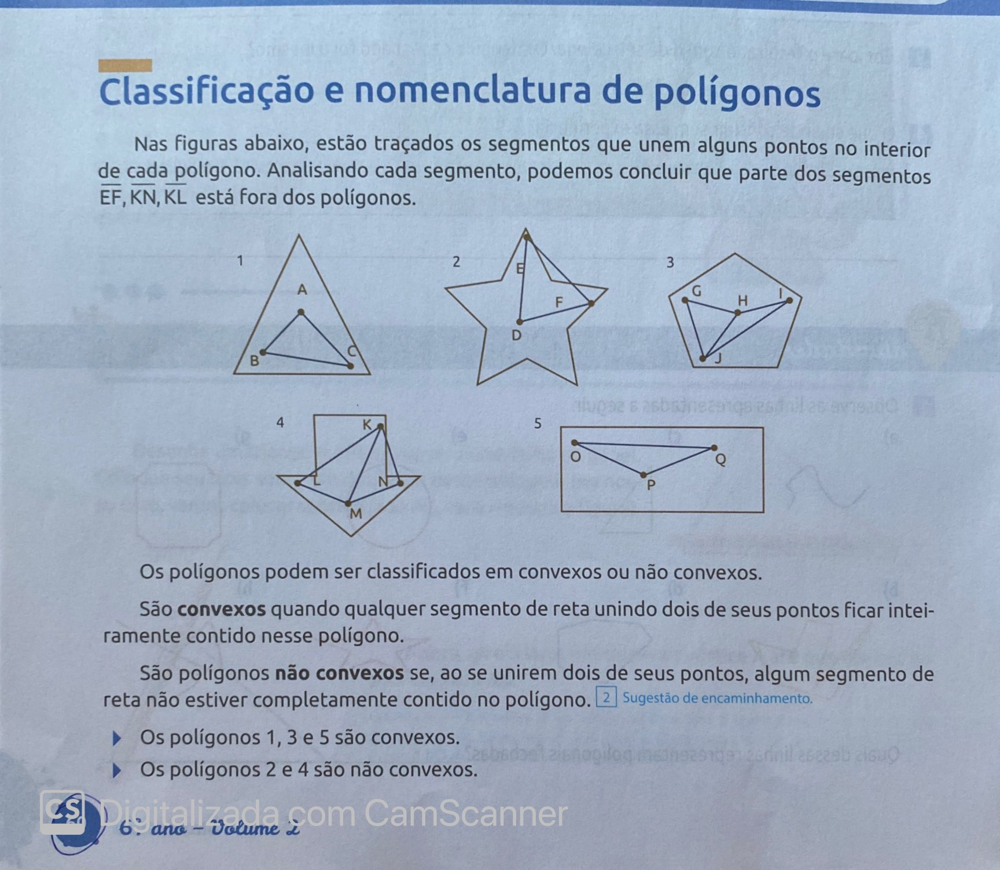 Classificação e nomenclatura de polígonos
Nas figuras abaixo, estão traçados os segmentos que unem alguns pontos no interior
de cada polígono. Analisando cada segmento, podemos concluir que parte dos segmentos
EF, KN, KL está fora dos polígonos.
1
A
B
C
2
E
F
D
3
G
H
I
J
4
K
L
N
M
5
O
Q
P
Os polígonos podem ser classificados em convexos ou não convexos.
São convexos quando qualquer segmento de reta unindo dois de seus pontos ficar intei-
ramente contido nesse polígono.
São polígonos não convexos se, ao se unirem dois de seus pontos, algum segmento de
reta não estiver completamente contido no polígono. 2 Sugestão de encaminhamento.
Os polígonos 1, 3 e 5 são convexos.
Os polígonos 2 e 4 são não convexos.
CS Digitalizada com CamScanner
6º. ano – Volume 2